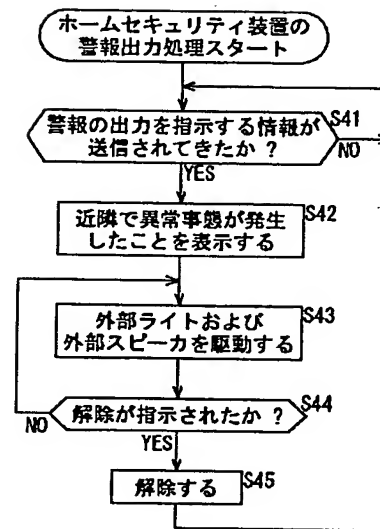 ホームセキュリティ装置の
警報出力処理スタート
S41
警報の出力を指示する情報が
送信されてきたか？
NO
YES
S42
近隣で異常事態が発生
したことを表示する
S43
外部ライトおよび
外部スピーカを駆動する
S44
解除が指示されたか？
NO
YES
S45
解除する